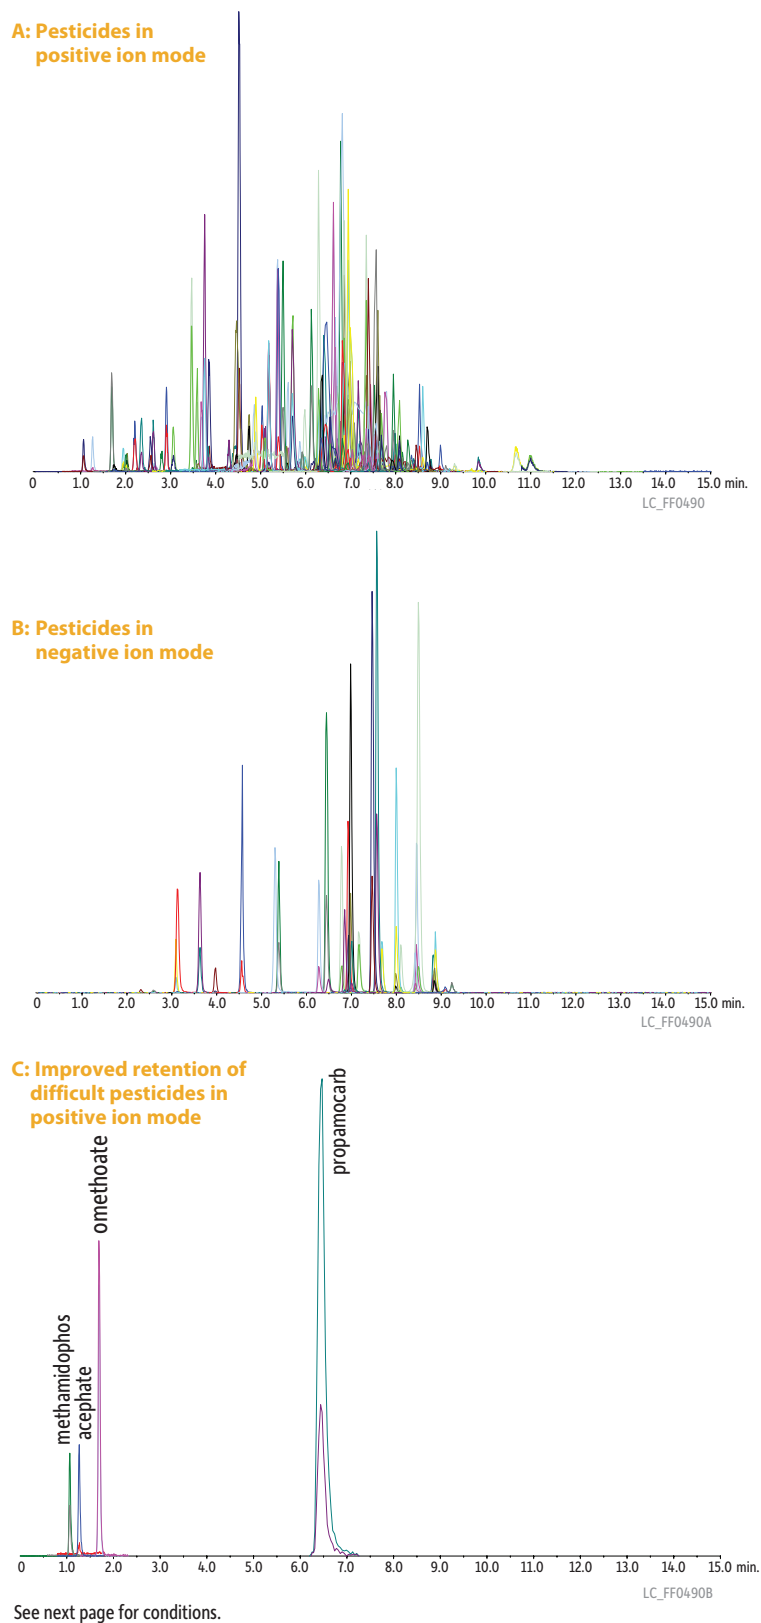 A: Pesticides in
positive ion mode
0 1.0 2.0 3.0 4.0 5.0 6.0 7.0 8.0 9.0 10.0 11.0 12.0 13.0 14.0 15.0 min.
LC_FF0490
B: Pesticides in
negative ion mode
0 1.0 2.0 3.0 4.0 5.0 6.0 7.0 8.0 9.0 10.0 11.0 12.0 13.0 14.0 15.0 min.
LC_FF0490A
C: Improved retention of
difficult pesticides in
positive ion mode
methamidophos
acephate
omethoate
propamocarb
0 1.0 2.0 3.0 4.0 5.0 6.0 7.0 8.0 9.0 10.0 11.0 12.0 13.0 14.0 15.0 min.
LC_FF0490B
See next page for conditions.